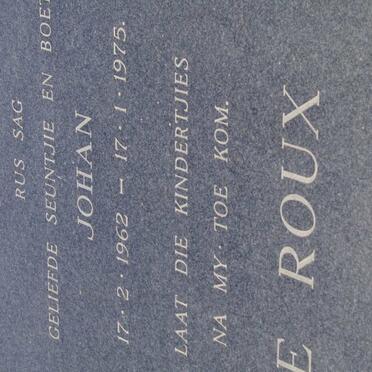 RUS SAG
GELIEFDE SEUNTJIE EN BOET
JOHAN
17·2·1962 — 17·1·1975.
LAAT DIE KINDERTJIES
NA MY·TOE KOM.
E ROUX